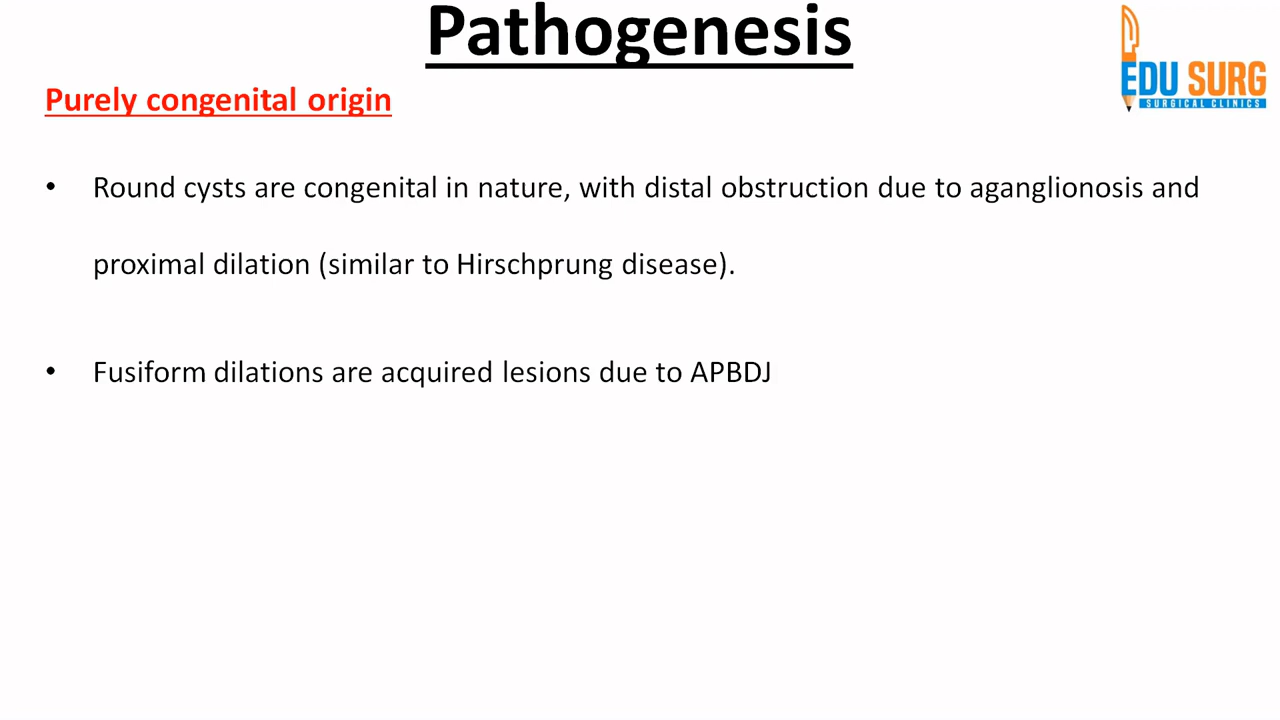 Pathogenesis
EDU SURG
SURGICAL CLINICS
Purely congenital origin
• Round cysts are congenital in nature, with distal obstruction due to aganglionosis and
proximal dilation (similar to Hirschprung disease).
• Fusiform dilations are acquired lesions due to APBDJ